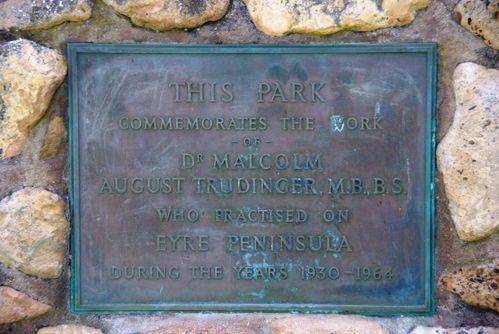 THIS PARK
COMMEMORATES THE WORK
- OF -
DR MALCOLM
AUGUST TRUDINGER, M.B., B.S.
WHO PRACTISED ON
EYRE PENINSULA
DURING THE YEARS 1930-1964